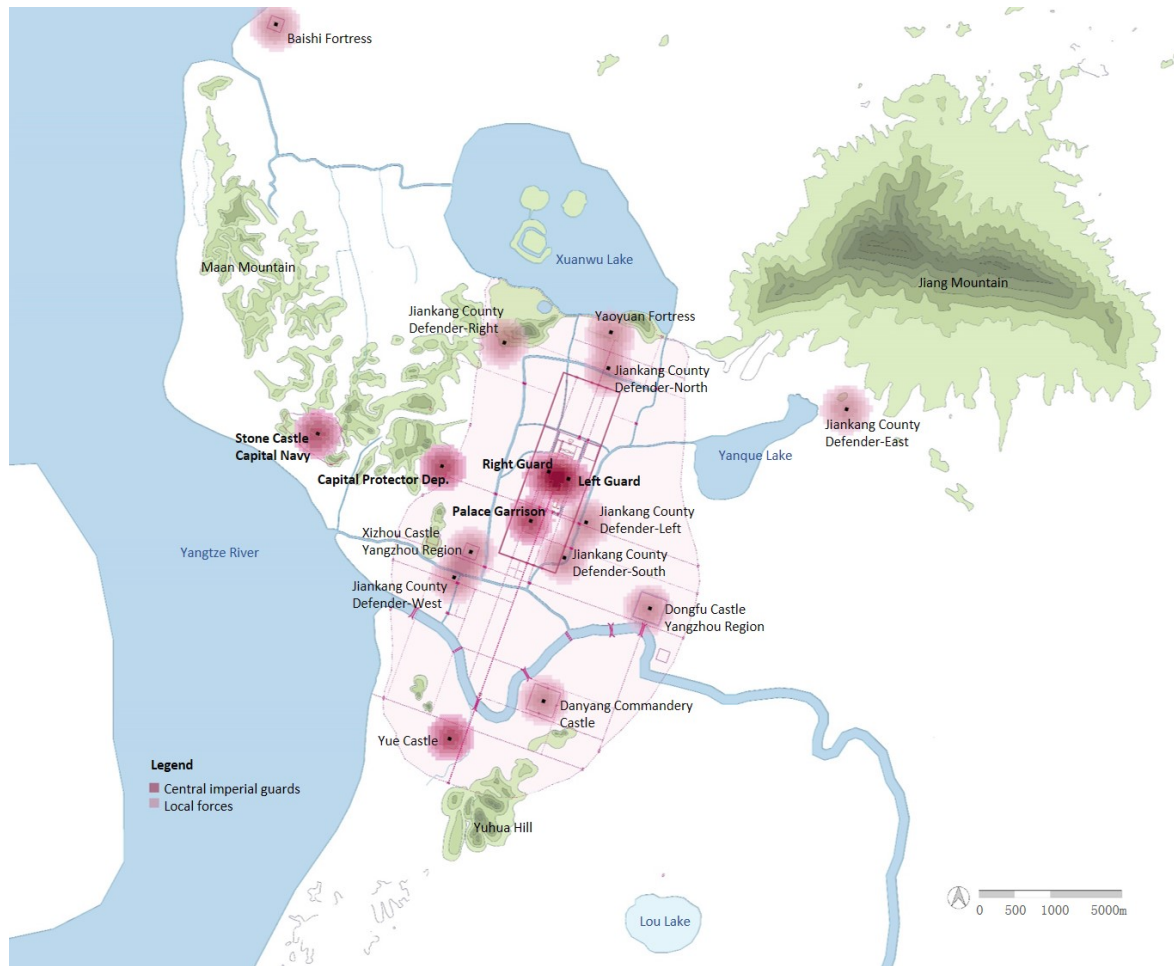 Baishi Fortress
Xuanwu Lake
Maan Mountain
Jiang Mountain
Jiankang County
Defender-Right
Yaoyuan Fortress
Jiankang County
Defender-North
Jiankang County
Defender-East
Stone Castle
Capital Navy
Yanque Lake
Right Guard
Capital Protector Dep.
Left Guard
Palace Garrison
Jiankang County
Defender-Left
Xizhou Castle
Yangzhou Region
Yangtze River
Jiankang County
Defender-South
Jiankang County
Defender-West
Dongfu Castle
Yangzhou Region
Danyang Commandery
Castle
Yue Castle
Legend
Central imperial guards
Local forces
Yuhua Hill
Lou Lake
0 500 1000 5000m